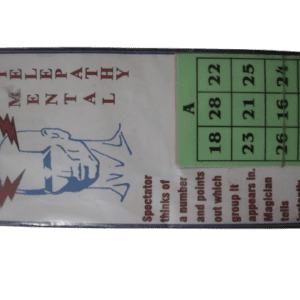 MENTAL
TELEPATHY
Spectator
thinks of
a number
and points
out which
group it
appears in.
Magician
tells
A
18 28 22
23 21 25
26 16 24